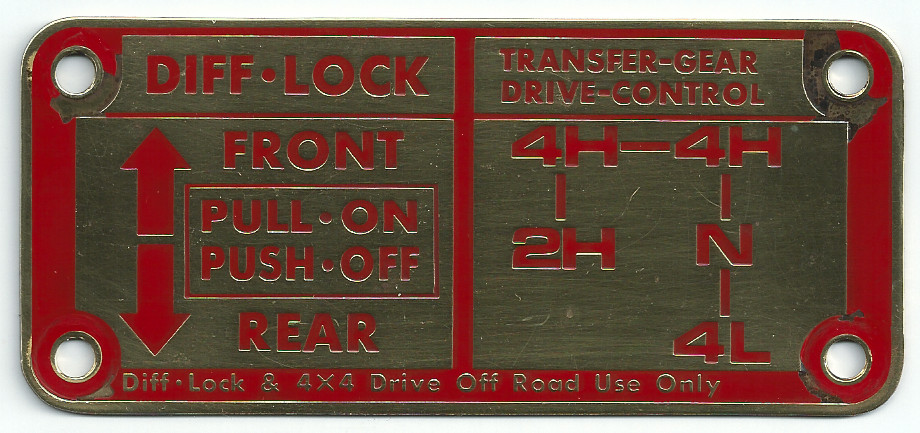 DIFF•LOCK
FRONT
PULL•ON
PUSH•OFF
REAR
TRANSFER-GEAR
DRIVE-CONTROL
4H–4H
2H N
4L
Diff•Lock & 4X4 Drive Off Road Use Only